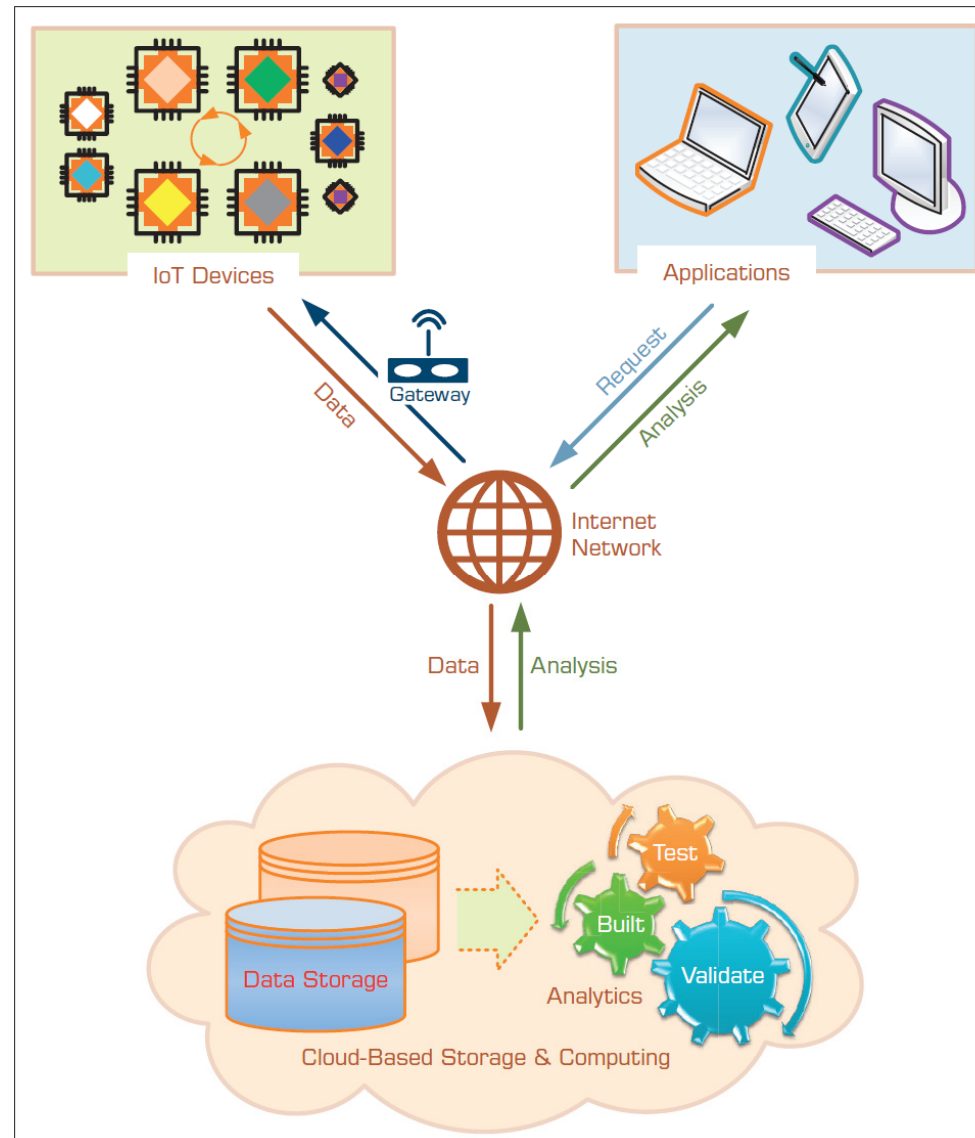 IoT Devices
Applications
Gateway
Data
Request
Analysis
Internet
Network
Data
Analysis
Test
Built
Validate
Data Storage
Analytics
Cloud-Based Storage & Computing